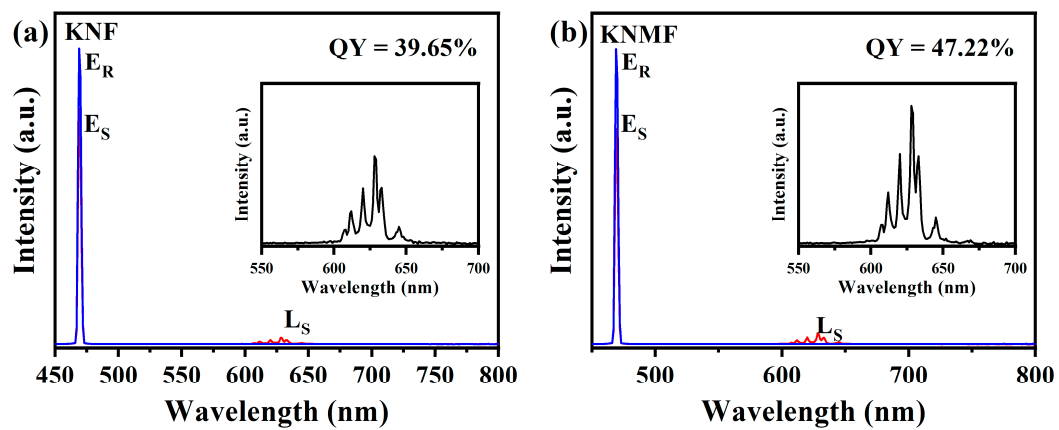 (a)
KNF
QY = 39.65%
E_R
E_S
L_S
Intensity (a.u.)
450 500 550 600 650 700 750 800
Wavelength (nm)
Intensity (a.u.)
550 600 650 700
Wavelength (nm)
(b)
KNMF
QY = 47.22%
E_R
E_S
L_S
Intensity (a.u.)
500 600 700 800
Wavelength (nm)
Intensity (a.u.)
550 600 650 700
Wavelength (nm)